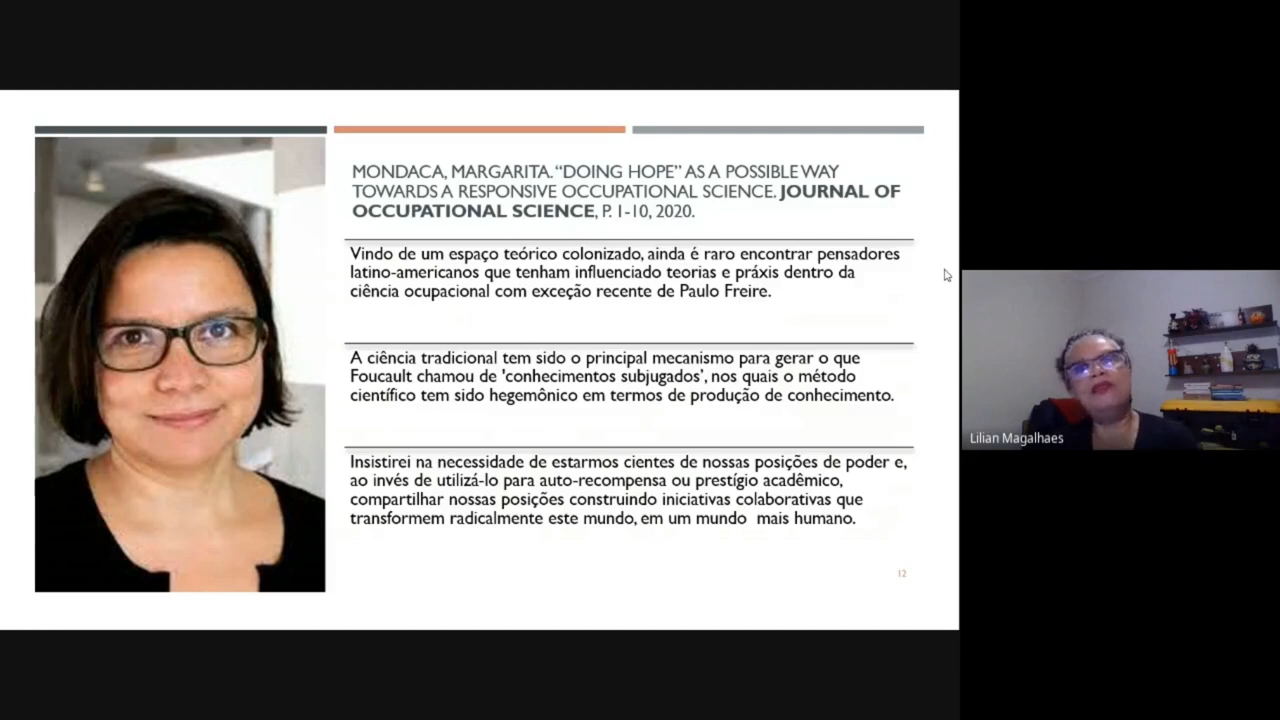 MONDACA, MARGARITA. “DOING HOPE” AS A POSSIBLE WAY
TOWARDS A RESPONSIVE OCCUPATIONAL SCIENCE. JOURNAL OF
OCCUPATIONAL SCIENCE, P. 1-10, 2020.
Vindo de um espaço teórico colonizado, ainda é raro encontrar pensadores
latino-americanos que tenham influenciado teorias e práxis dentro da
ciência ocupacional com exceção recente de Paulo Freire.
A ciência tradicional tem sido o principal mecanismo para gerar o que
Foucault chamou de 'conhecimentos subjugados’, nos quais o método
científico tem sido hegemônico em termos de produção de conhecimento.
Insistirei na necessidade de estarmos cientes de nossas posições de poder e,
ao invés de utilizá-lo para auto-recompensa ou prestígio acadêmico,
compartilhar nossas posições construindo iniciativas colaborativas que
transformem radicalmente este mundo, em um mundo  mais humano.
12
Lilian Magalhaes